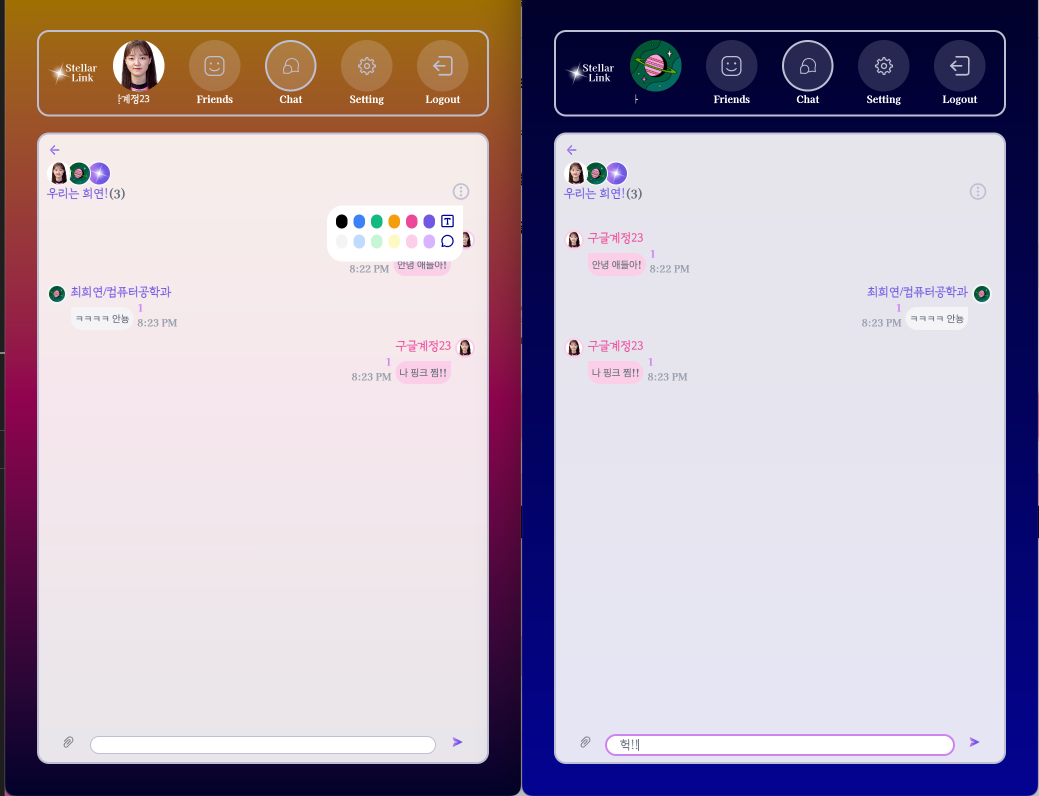 Stellar
Link
계정23
Friends
Chat
Setting
Logout
우리는 희연!(3)
T
8:22 PM
안녕 애들아!
최희연/컴퓨터공학과
1
ㅋㅋㅋㅋ 안뇽
8:23 PM
구글계정23
1
8:23 PM
나 핑크 찜!!
Stellar
Link
Friends
Chat
Setting
Logout
우리는 희연!(3)
구글계정23
1
안녕 애들아!
8:22 PM
최희연/컴퓨터공학과
1
8:23 PM
ㅋㅋㅋㅋ 안뇽
구글계정23
1
나 핑크 찜!!
8:23 PM
헉!!